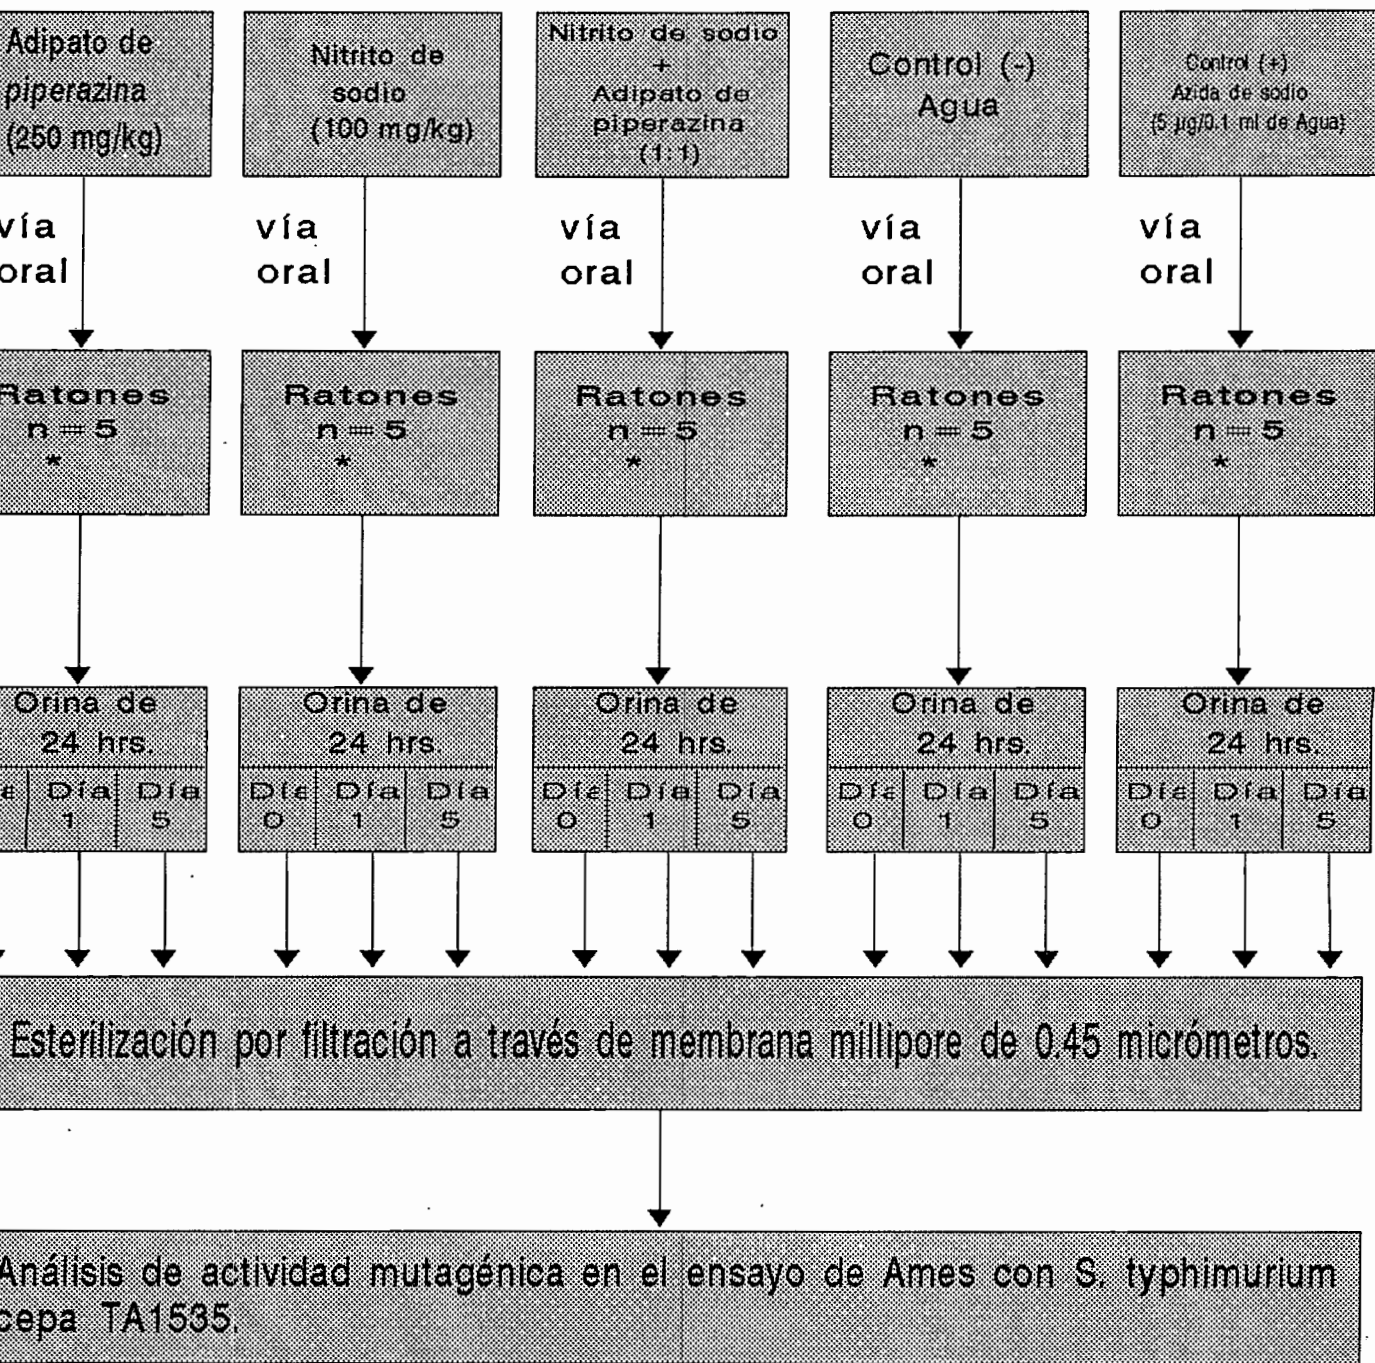 Adipato de
piperazina
(250 mg/kg)
Nitrito de
sodio
(100 mg/kg)
Nitrito de sodio
+
Adipato de
piperazina
(1:1)
Control (-)
Agua
Control (+)
Azida de sodio
(5 µg/0.1 ml de Agua)
vía
oral
vía
oral
vía
oral
vía
oral
vía
oral
Ratones
n = 5
*
Ratones
n = 5
*
Ratones
n = 5
*
Ratones
n = 5
*
Ratones
n = 5
*
Orina de
24 hrs.
Día Día
1 5
Orina de
24 hrs.
Día Día Día
0 1 5
Orina de
24 hrs.
Día Día Día
0 1 5
Orina de
24 hrs.
Día Día Día
0 1 5
Orina de
24 hrs.
Día Día Día
0 1 5
Esterilización por filtración a través de membrana millipore de 0.45 micrómetros.
Análisis de actividad mutagénica en el ensayo de Ames con S. typhimurium
cepa TA1535.